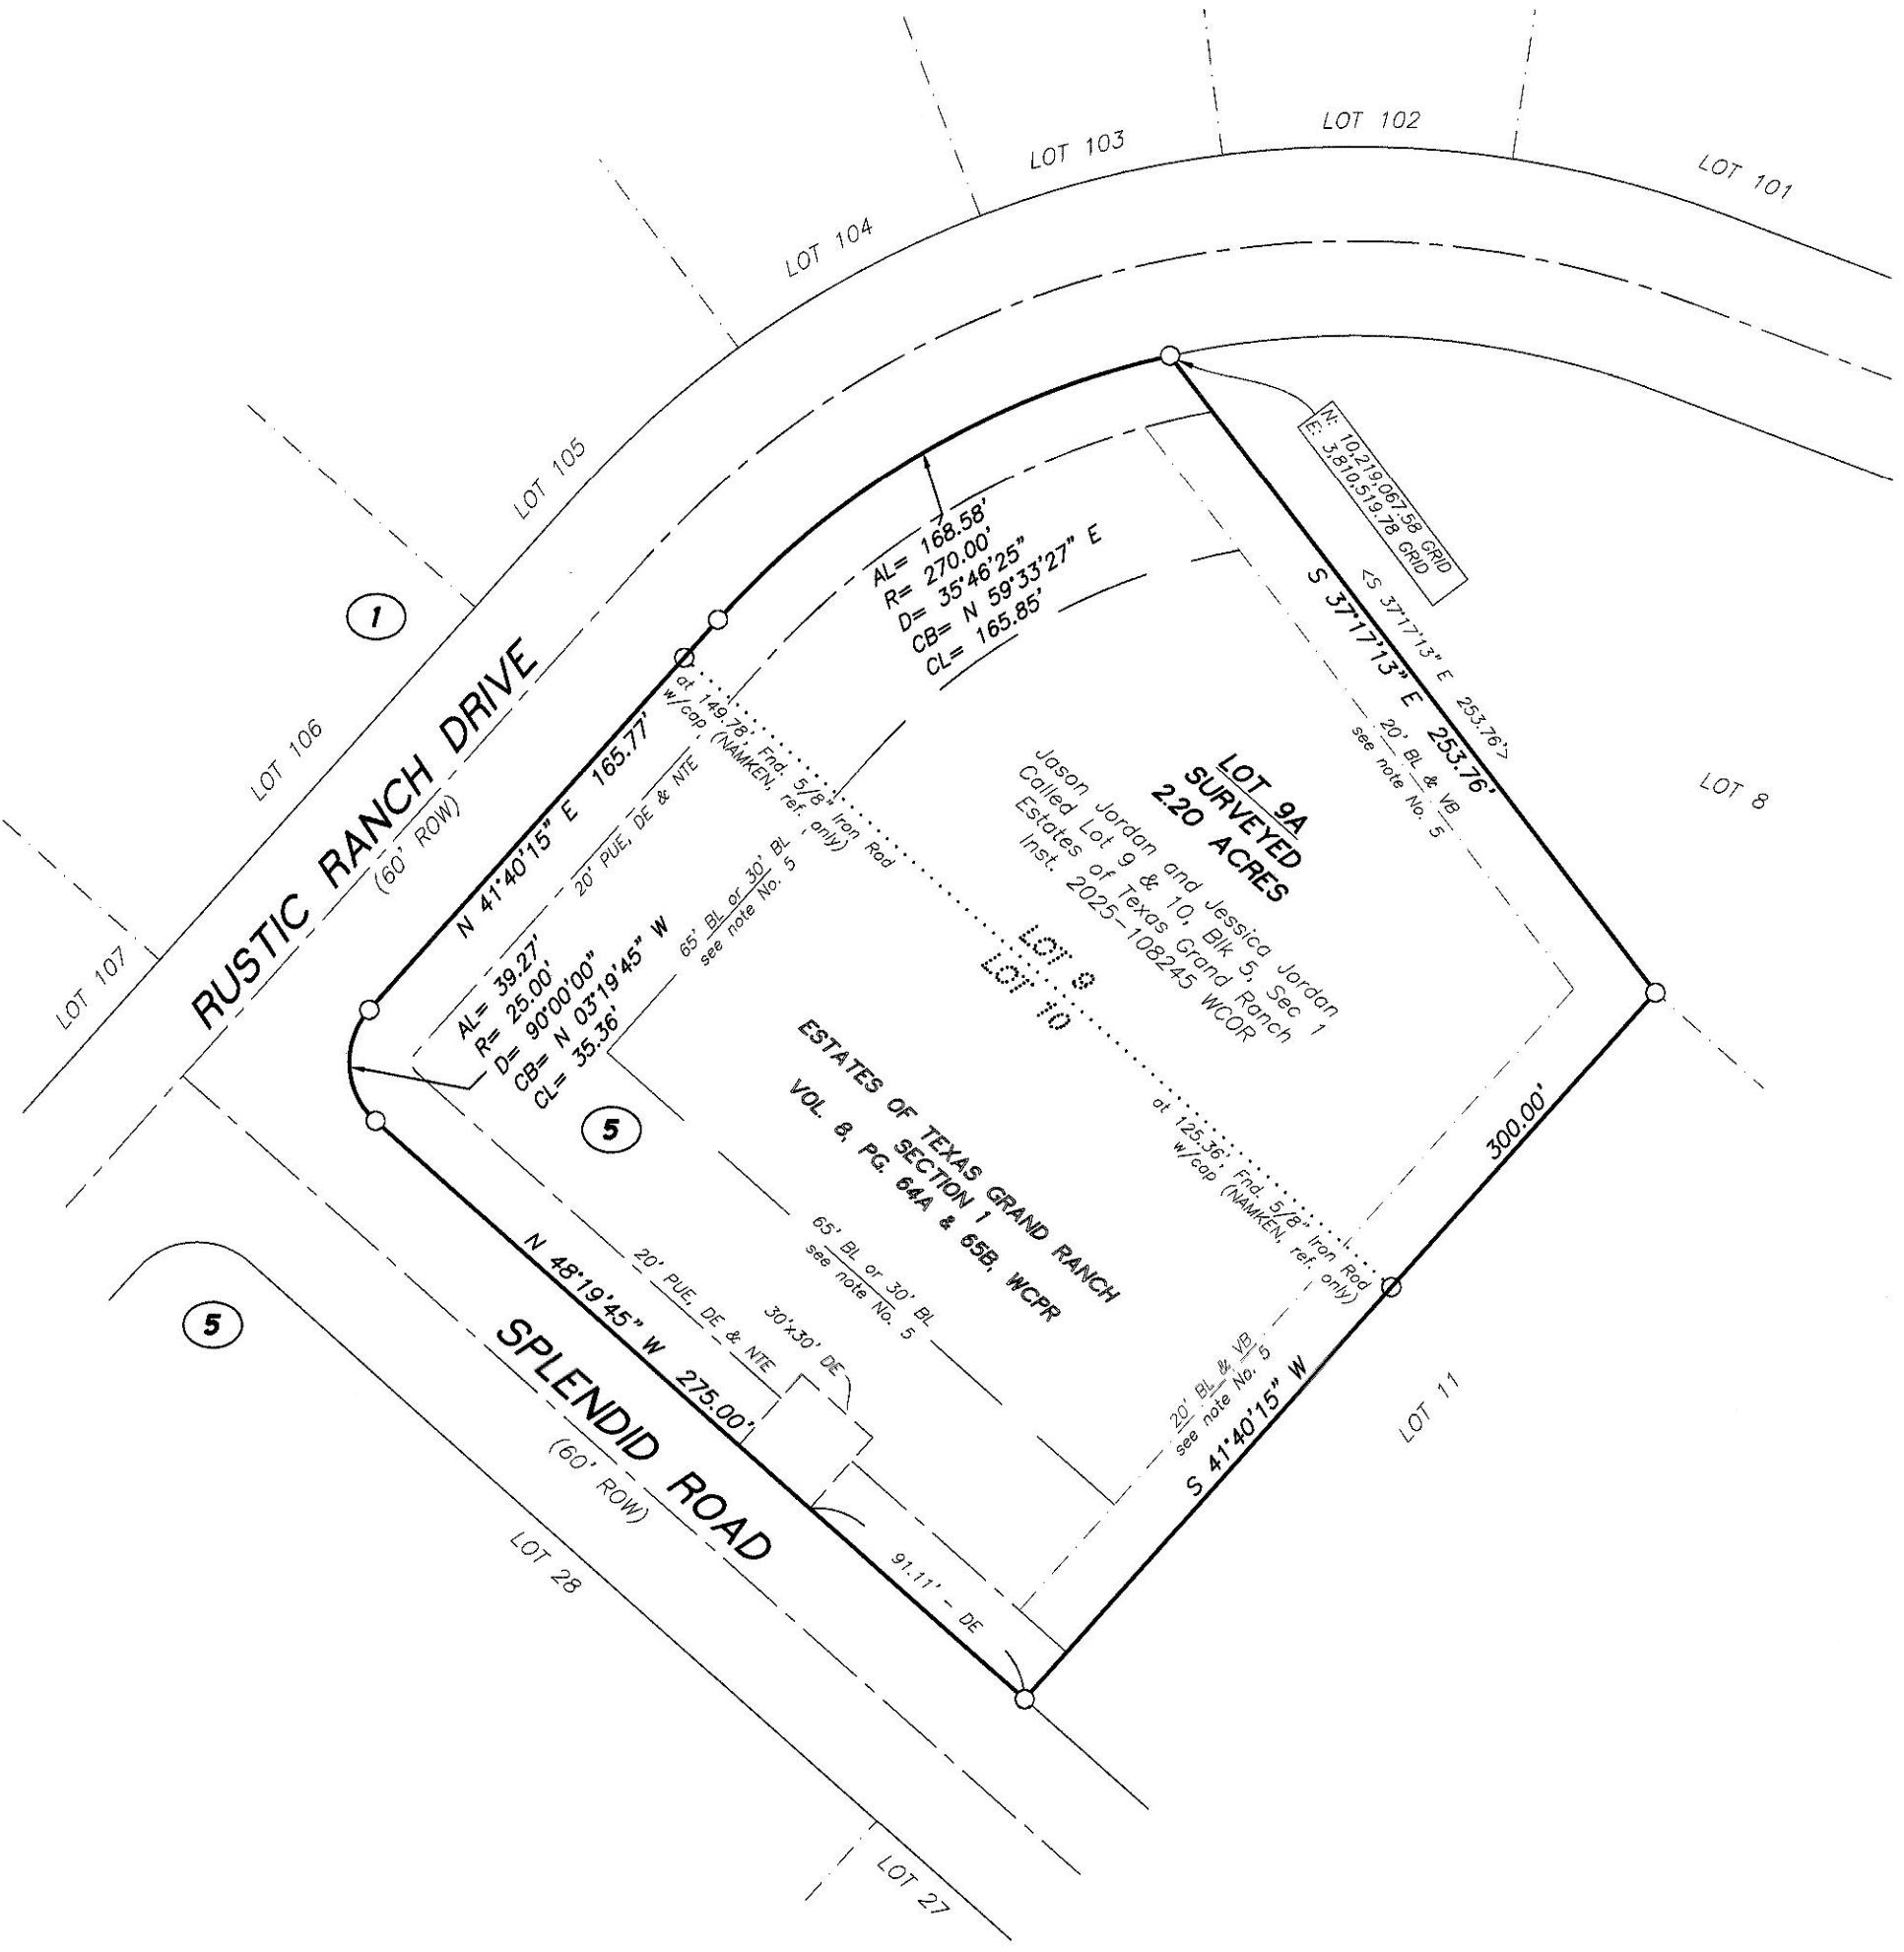 LOT 102
LOT 103
LOT 101
LOT 104
LOT 105
LOT 106
LOT 107
1
RUSTIC RANCH DRIVE
(60' ROW)
N: 10,219,067.58 GRID
E: 3,810,519.78 GRID
AL= 168.58'
R= 270.00'
D= 35°46'25"
CB= N 59°33'27" E
CL= 165.85'
<S 37°17'13" E 253.76'>
S 37°17'13" E 253.76'
20' BL & VB
see note No. 5
LOT 8
at 149.78', Fnd. 5/8" Iron Rod
w/cap (NAMKEN, ref. only)
N 41°40'15" E 165.77'
20' PUE, DE & NTE
65' BL or 30' BL
see note No. 5
LOT 9A
SURVEYED
2.20 ACRES
Jason Jordan and Jessica Jordan
Called Lot 9 & 10, Blk 5, Sec 1
Estates of Texas Grand Ranch
Inst. 2025-108245 WCOR
LOT 9
LOT 10
AL= 39.27'
R= 25.00'
D= 90°00'00"
CB= N 03°19'45" W
CL= 35.36'
5
ESTATES OF TEXAS GRAND RANCH
SECTION 1
VOL. 8, PG. 64A & 65B, WCPR
at 125.36', Fnd. 5/8" Iron Rod
w/cap (NAMKEN, ref. only)
300.00'
S 41°40'15" W
20' BL & VB
see note No. 5
LOT 11
65' BL or 30' BL
see note No. 5
20' PUE, DE & NTE
30'x30' DE
N 48°19'45" W 275.00'
91.11' - DE
5
SPLENDID ROAD
(60' ROW)
LOT 28
LOT 27